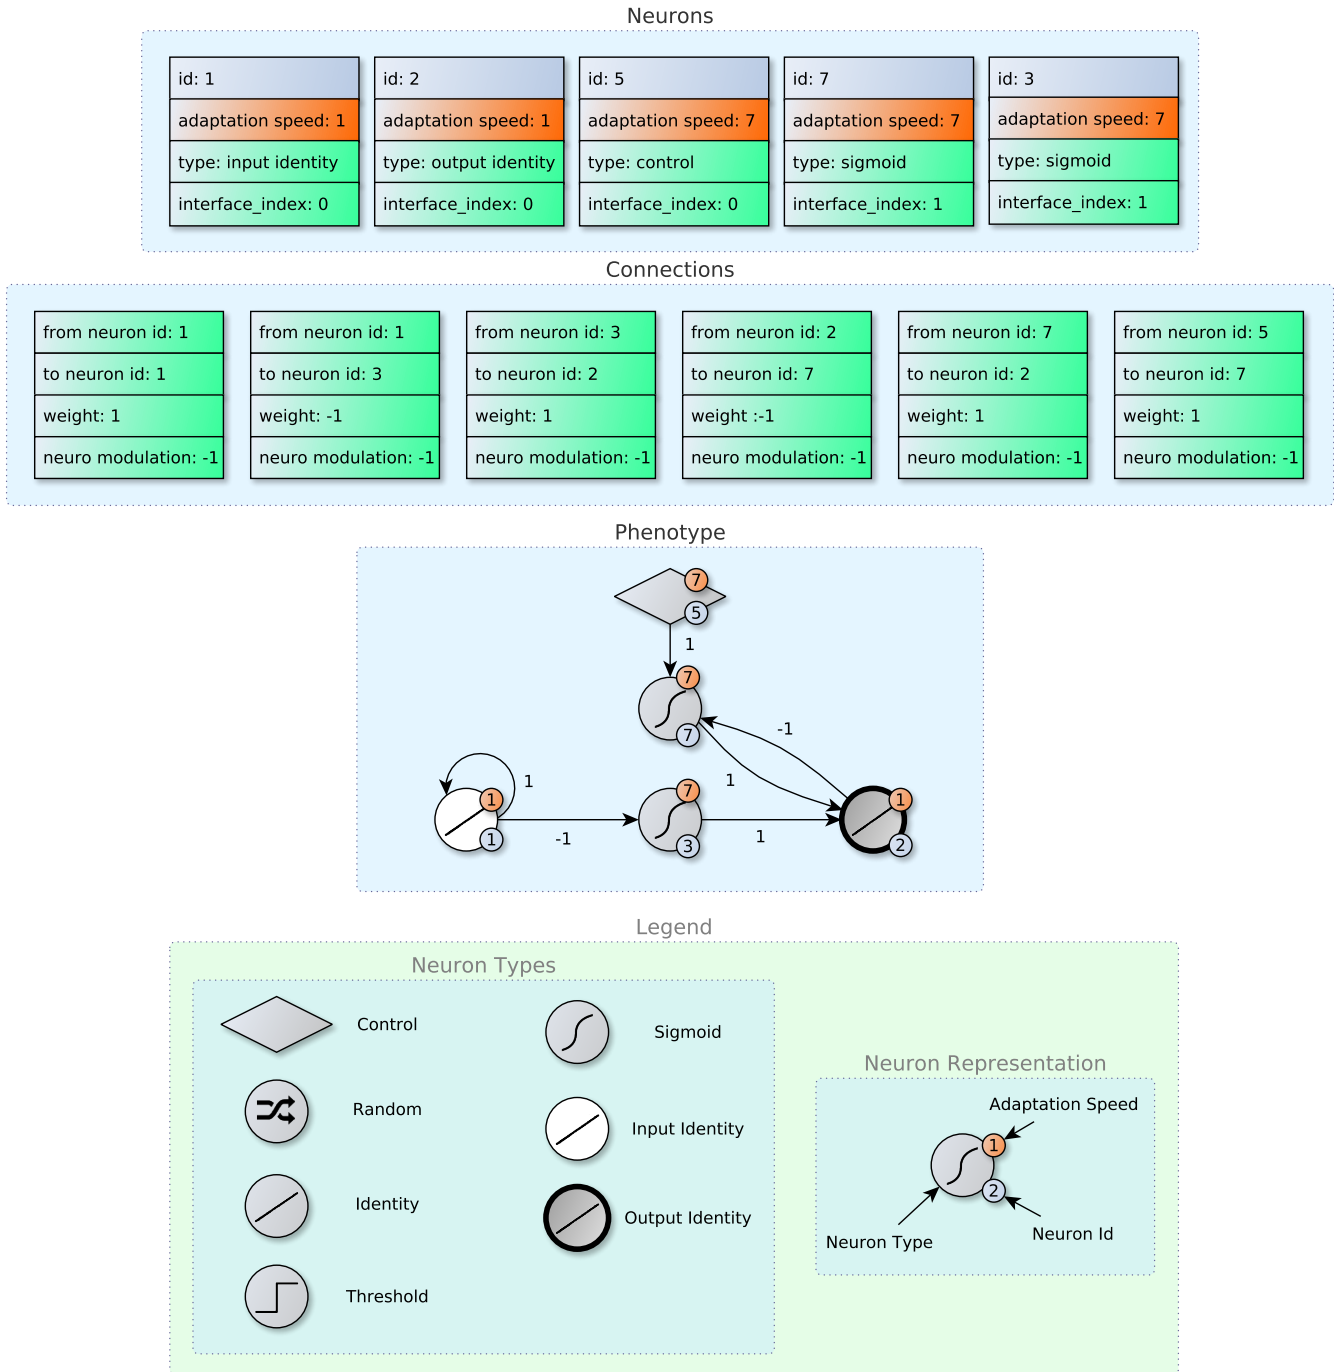 Neurons
id: 1
adaptation speed: 1
type: input identity
interface_index: 0
id: 2
adaptation speed: 1
type: output identity
interface_index: 0
id: 5
adaptation speed: 7
type: control
interface_index: 0
id: 7
adaptation speed: 7
type: sigmoid
interface_index: 1
id: 3
adaptation speed: 7
type: sigmoid
interface_index: 1
Connections
from neuron id: 1
to neuron id: 1
weight: 1
neuro modulation: -1
from neuron id: 1
to neuron id: 3
weight: -1
neuro modulation: -1
from neuron id: 3
to neuron id: 2
weight: 1
neuro modulation: -1
from neuron id: 2
to neuron id: 7
weight :-1
neuro modulation: -1
from neuron id: 7
to neuron id: 2
weight: 1
neuro modulation: -1
from neuron id: 5
to neuron id: 7
weight: 1
neuro modulation: -1
Phenotype
7
5
1
7
7
-1
1
1
1
1
-1
7
3
1
1
2
Legend
Neuron Types
Control
Random
Identity
Threshold
Sigmoid
Input Identity
Output Identity
Neuron Representation
Adaptation Speed
1
2
Neuron Type
Neuron Id